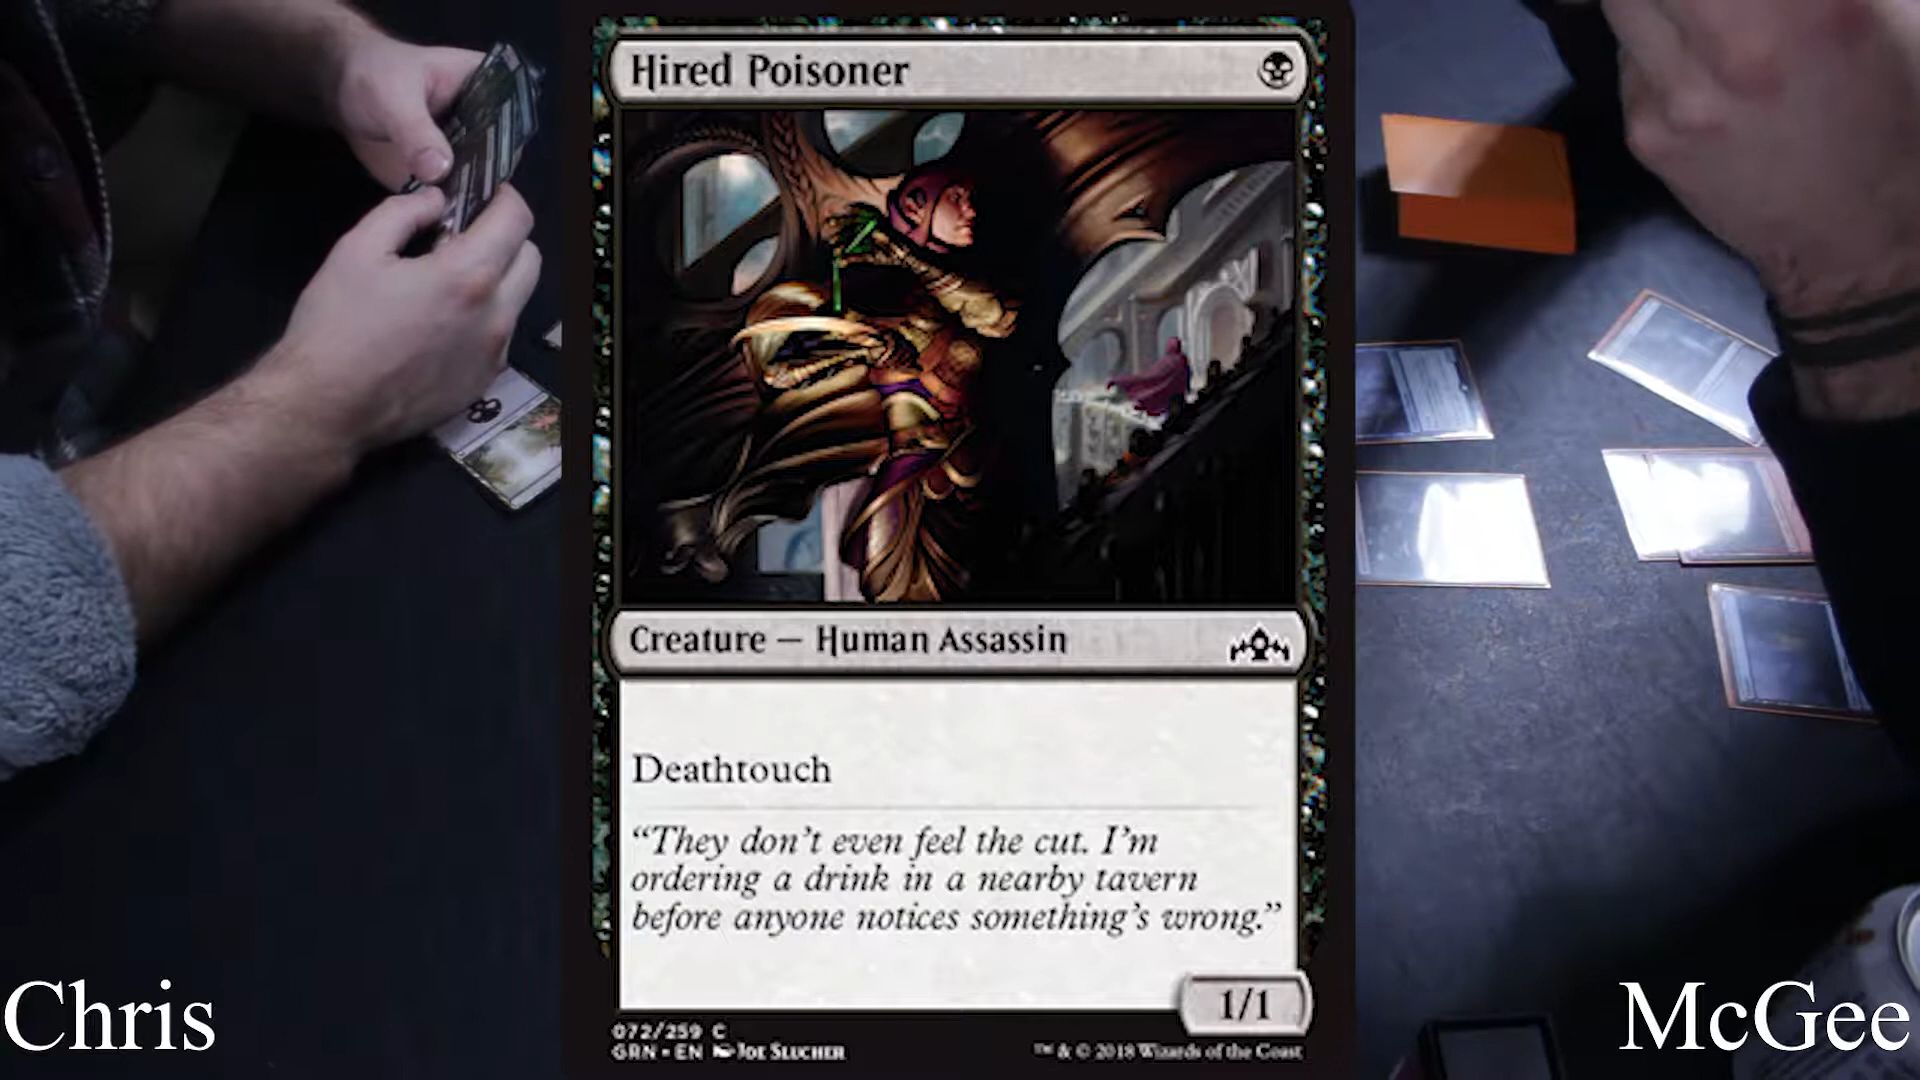 Hired Poisoner
Creature — Human Assassin
Deathtouch
“They don’t even feel the cut. I’m
ordering a drink in a nearby tavern
before anyone notices something’s wrong.”
1/1
072/259 C
GRN • EN Joe Slucher
™ & © 2018 Wizards of the Coast
Chris
McGee